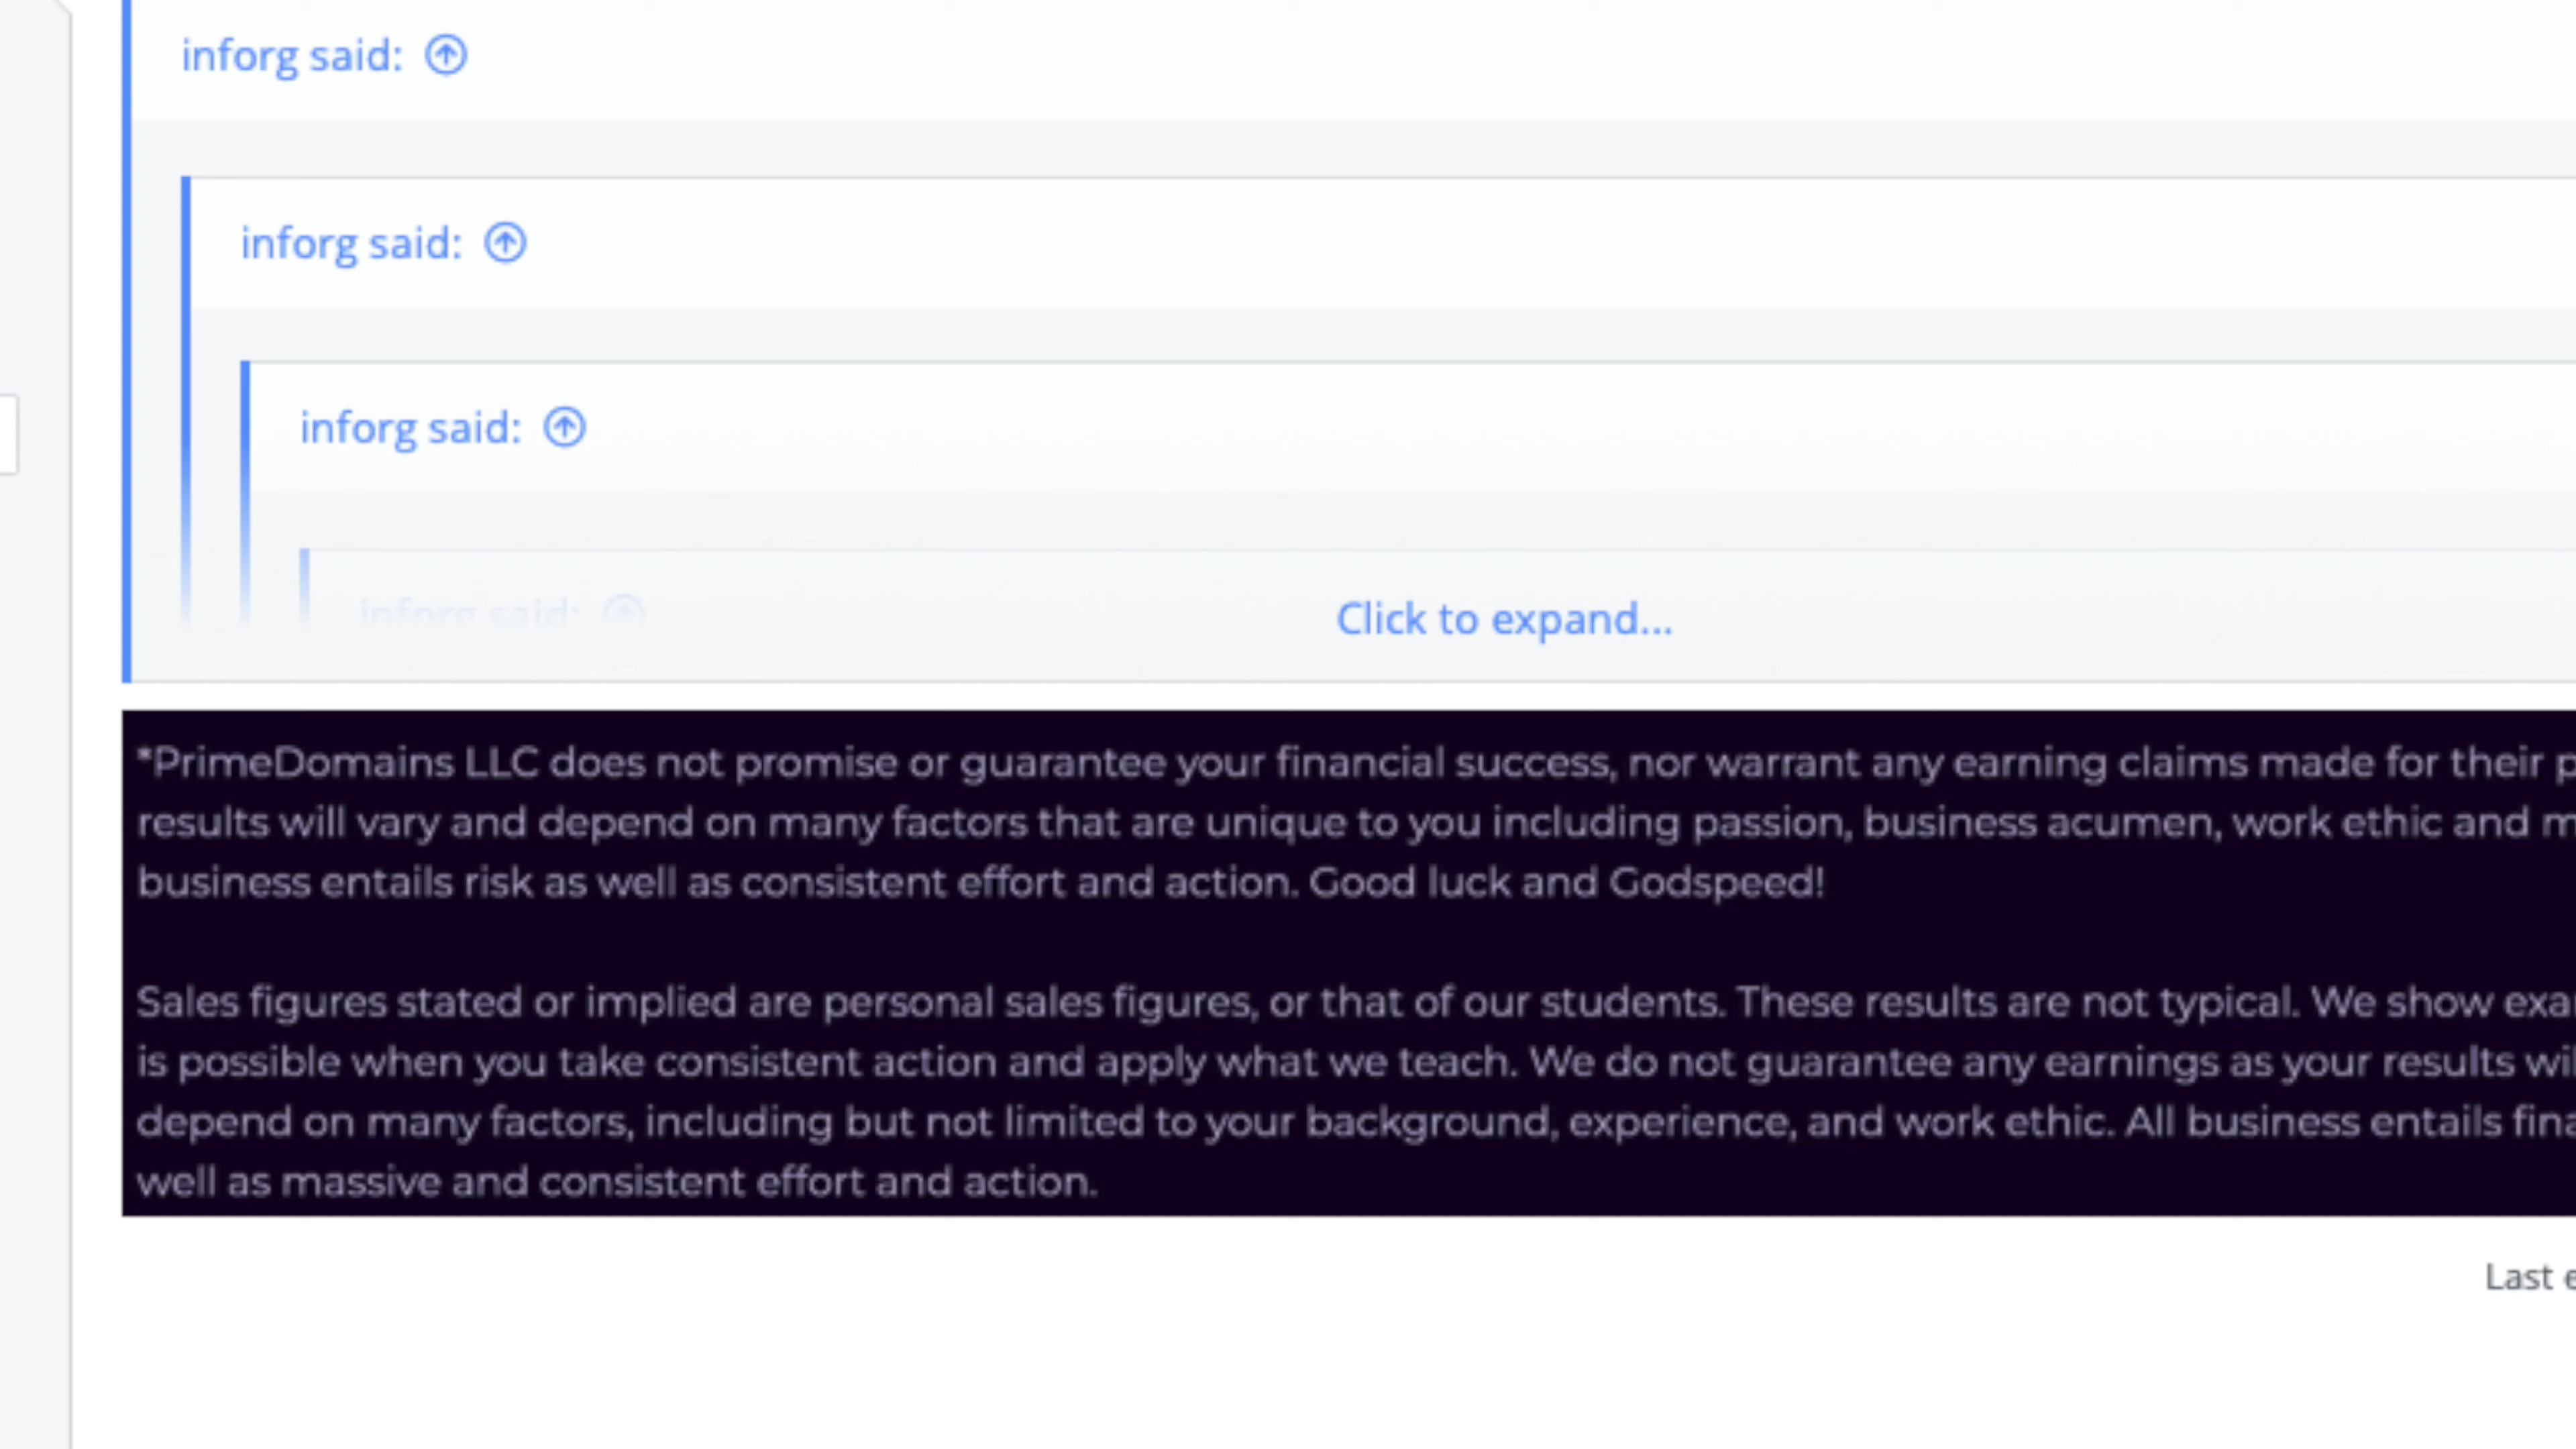 inforg said:
inforg said:
inforg said:
inforg said:
Click to expand...
*PrimeDomains LLC does not promise or guarantee your financial success, nor warrant any earning claims made for their
results will vary and depend on many factors that are unique to you including passion, business acumen, work ethic and
business entails risk as well as consistent effort and action. Good luck and Godspeed!
Sales figures stated or implied are personal sales figures, or that of our students. These results are not typical. We show
is possible when you take consistent action and apply what we teach. We do not guarantee any earnings as your results
depend on many factors, including but not limited to your background, experience, and work ethic. All business entails
well as massive and consistent effort and action.
Last